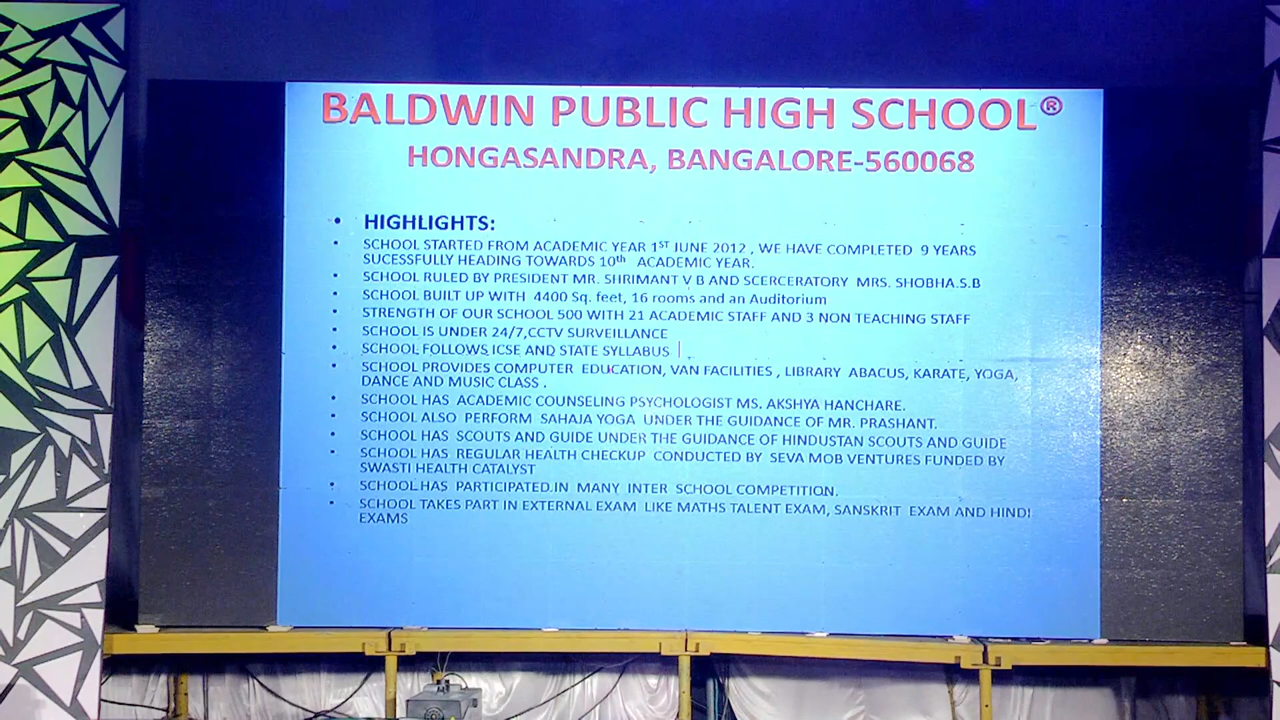 BALDWIN PUBLIC HIGH SCHOOL®
HONGASANDRA, BANGALORE-560068
• HIGHLIGHTS:
• SCHOOL STARTED FROM ACADEMIC YEAR 1ST JUNE 2012 , WE HAVE COMPLETED 9 YEARS
SUCESSFULLY HEADING TOWARDS 10th ACADEMIC YEAR.
• SCHOOL RULED BY PRESIDENT MR. SHRIMANT V B AND SCERCERATORY MRS. SHOBHA.S.B
• SCHOOL BUILT UP WITH 4400 Sq. feet, 16 rooms and an Auditorium
• STRENGTH OF OUR SCHOOL 500 WITH 21 ACADEMIC STAFF AND 3 NON TEACHING STAFF
• SCHOOL IS UNDER 24/7,CCTV SURVEILLANCE
• SCHOOL FOLLOWS ICSE AND STATE SYLLABUS
• SCHOOL PROVIDES COMPUTER EDUCATION, VAN FACILITIES , LIBRARY ABACUS, KARATE, YOGA,
DANCE AND MUSIC CLASS .
• SCHOOL HAS ACADEMIC COUNSELING PSYCHOLOGIST MS. AKSHYA HANCHARE.
• SCHOOL ALSO PERFORM SAHAJA YOGA UNDER THE GUIDANCE OF MR. PRASHANT.
• SCHOOL HAS SCOUTS AND GUIDE UNDER THE GUIDANCE OF HINDUSTAN SCOUTS AND GUIDE
• SCHOOL HAS REGULAR HEALTH CHECKUP CONDUCTED BY SEVA MOB VENTURES FUNDED BY
SWASTI HEALTH CATALYST
• SCHOOL HAS PARTICIPATED IN MANY INTER SCHOOL COMPETITION.
• SCHOOL TAKES PART IN EXTERNAL EXAM LIKE MATHS TALENT EXAM, SANSKRIT EXAM AND HINDI
EXAMS